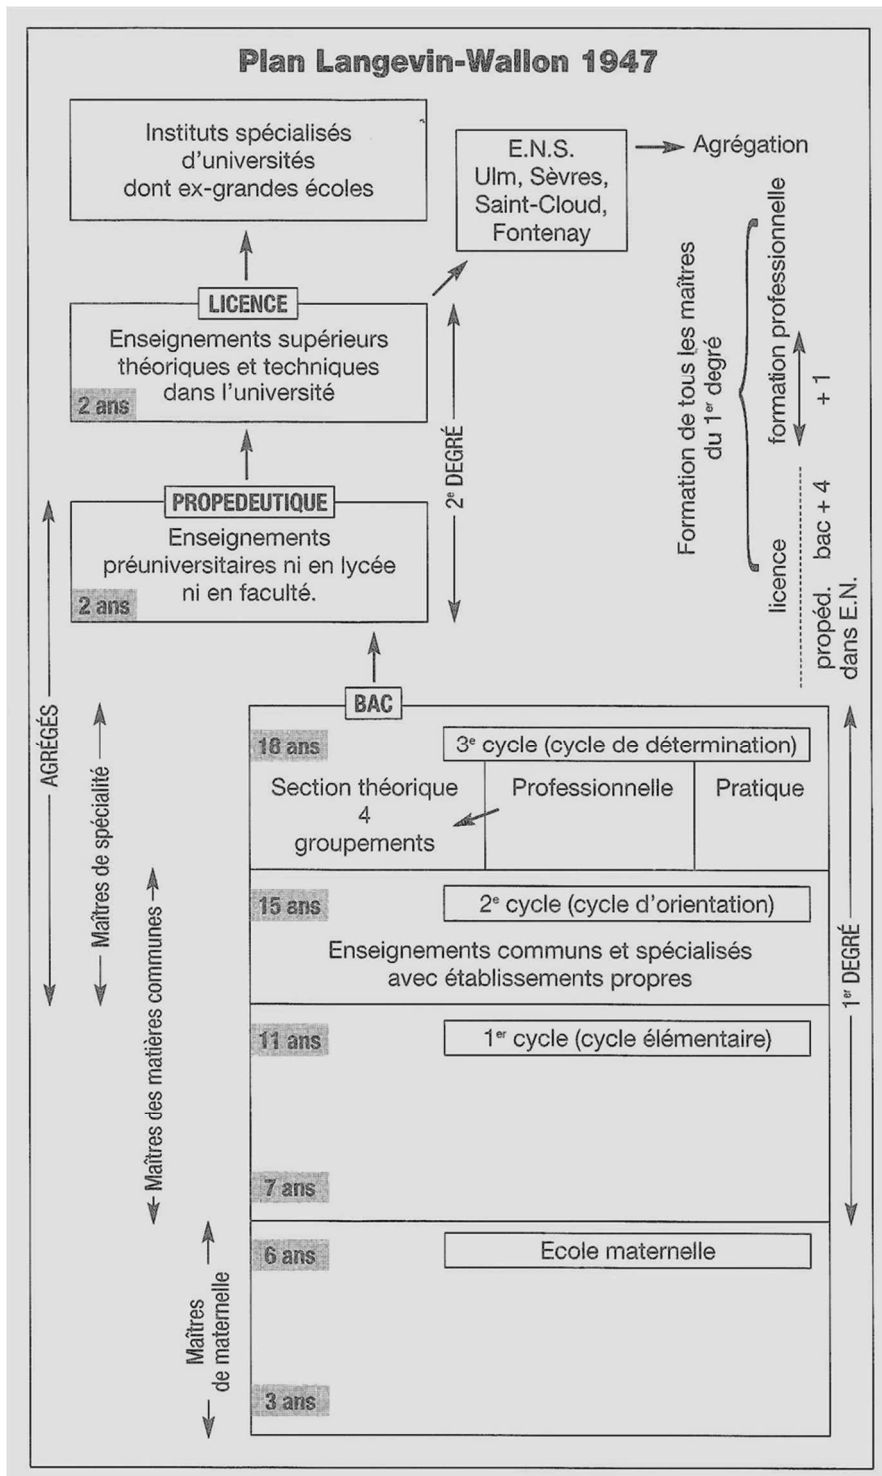 Plan Langevin-Wallon 1947
Instituts spécialisés
d'universités
dont ex-grandes écoles
E.N.S.
Ulm, Sèvres,
Saint-Cloud,
Fontenay
Agrégation
LICENCE
Enseignements supérieurs
théoriques et techniques
dans l'université
2 ans
PROPEDEUTIQUE
Enseignements
préuniversitaires ni en lycée
ni en faculté.
2 ans
2e DEGRÉ
Formation de tous les maîtres
du 1er degré
formation professionnelle
licence
+ 1
bac + 4
propéd.
dans E.N.
BAC
18 ans
3e cycle (cycle de détermination)
Section théorique
4
groupements
Professionnelle
Pratique
15 ans
2e cycle (cycle d'orientation)
Enseignements communs et spécialisés
avec établissements propres
11 ans
1er cycle (cycle élémentaire)
7 ans
6 ans
Ecole maternelle
3 ans
1er DEGRÉ
AGRÉGÉS
Maîtres de spécialité
Maîtres des matières communes
Maîtres
de maternelle